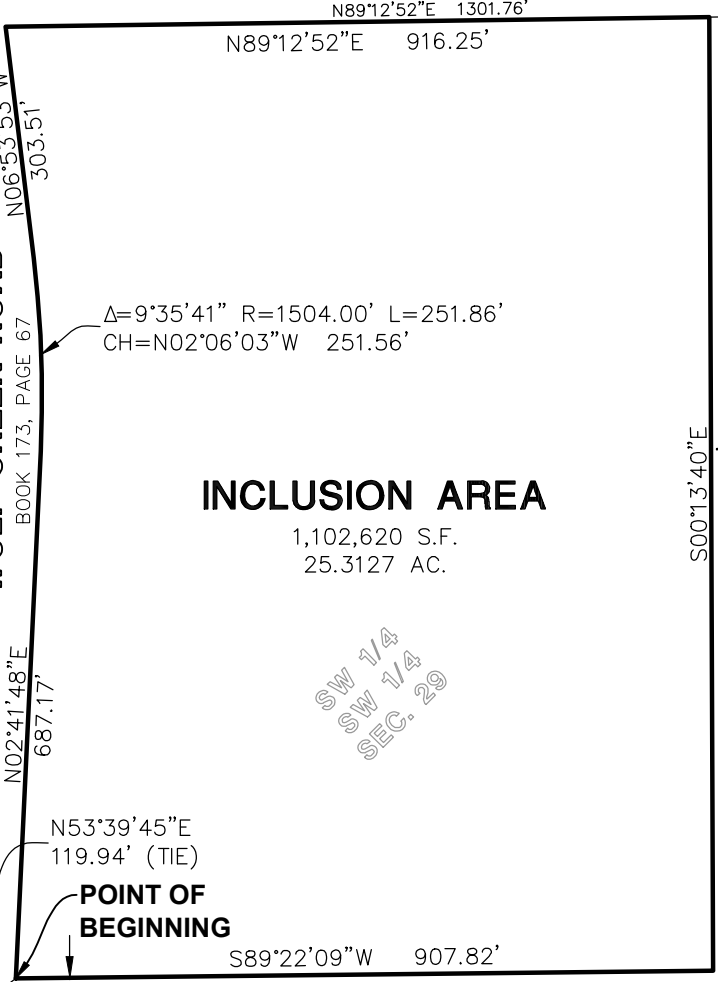 N89°12'52"E 1301.76'
N89°12'52"E 916.25'
N06°53'53"W
303.51'
Δ=9°35'41" R=1504.00' L=251.86'
CH=N02°06'03"W 251.56'
ROAD
BOOK 173, PAGE 67
S00°13'40"E
INCLUSION AREA
1,102,620 S.F.
25.3127 AC.
SW 1/4
SW 1/4
SEC. 29
N02°41'48"E
687.17'
N53°39'45"E
119.94' (TIE)
POINT OF
BEGINNING
S89°22'09"W 907.82'